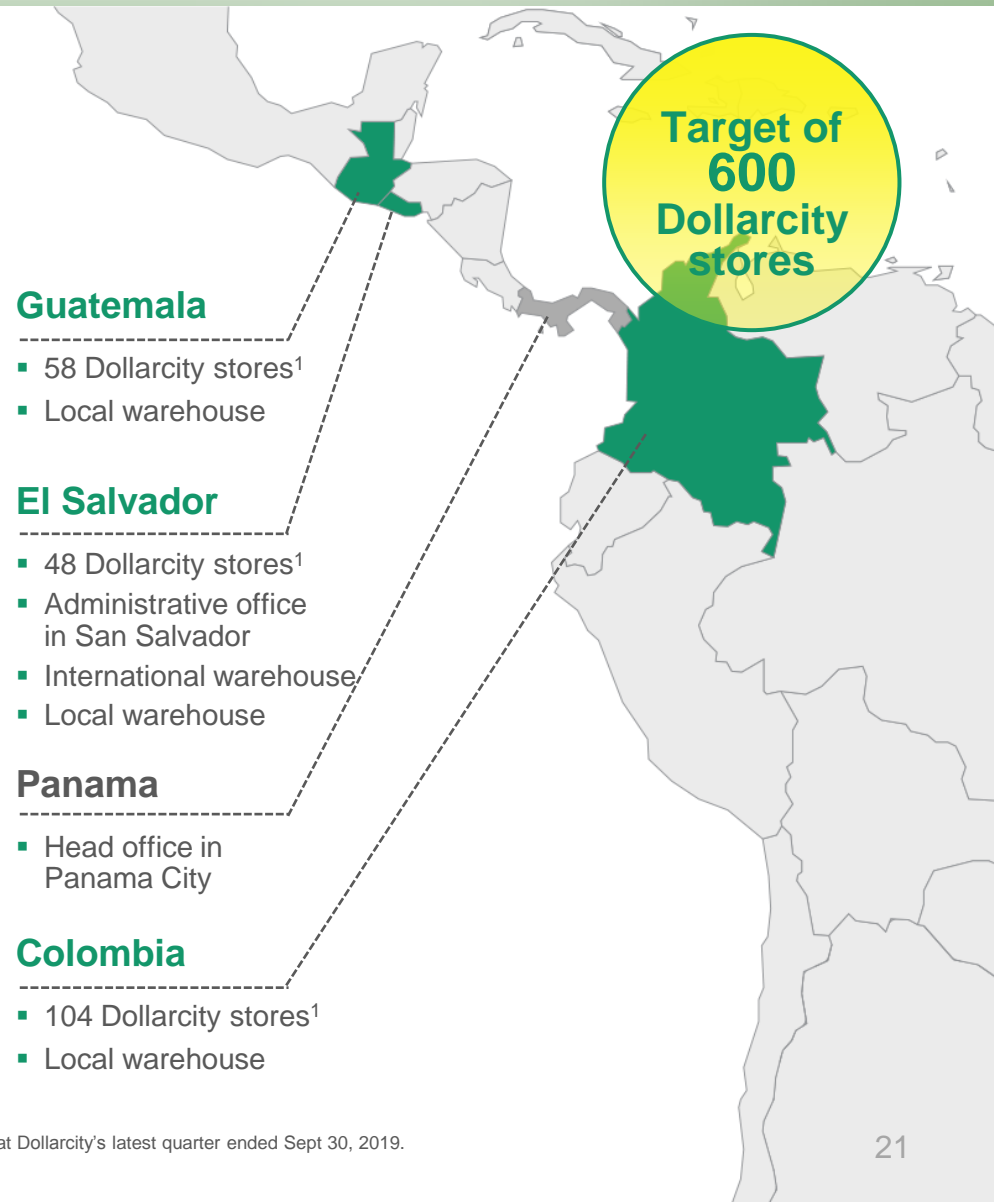 Target of
600
Dollarcity
stores
Guatemala
▪ 58 Dollarcity stores¹
▪ Local warehouse
El Salvador
▪ 48 Dollarcity stores¹
▪ Administrative office
in San Salvador
▪ International warehouse
▪ Local warehouse
Panama
▪ Head office in
Panama City
Colombia
▪ 104 Dollarcity stores¹
▪ Local warehouse
at Dollarcity's latest quarter ended Sept 30, 2019.
21